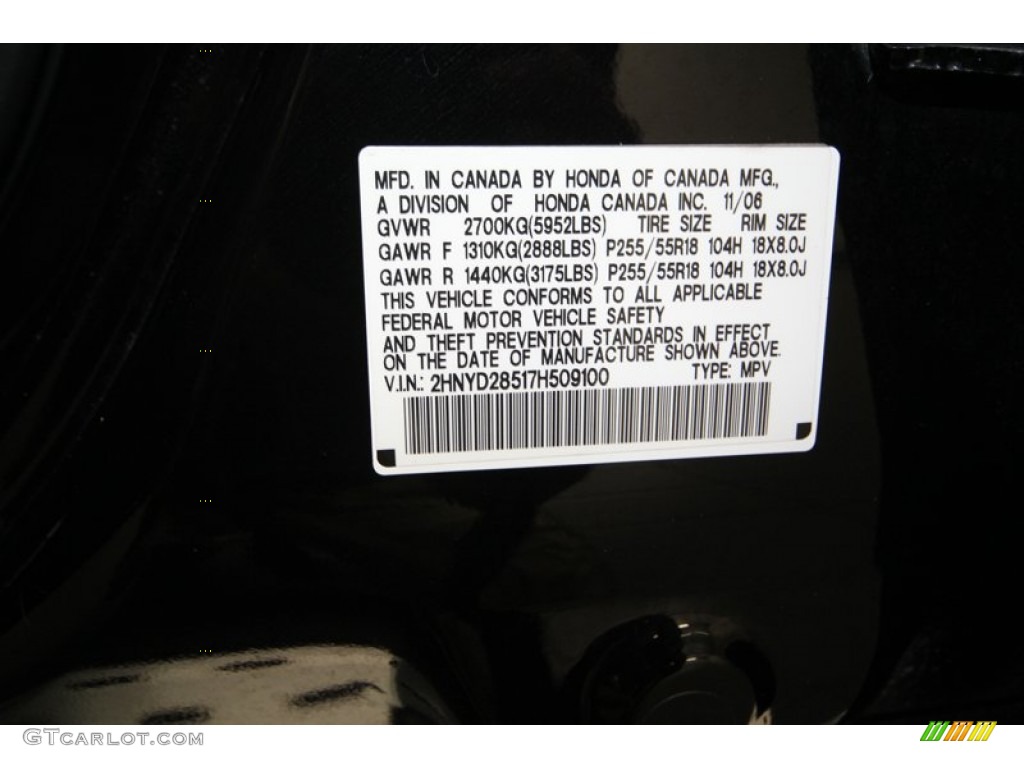 MFD. IN CANADA BY HONDA OF CANADA MFG.,
A DIVISION OF HONDA CANADA INC. 11/06
GVWR 2700KG(5952LBS) TIRE SIZE RIM SIZE
GAWR F 1310KG(2888LBS) P255/55R18 104H 18X8.0J
GAWR R 1440KG(3175LBS) P255/55R18 104H 18X8.0J
THIS VEHICLE CONFORMS TO ALL APPLICABLE
FEDERAL MOTOR VEHICLE SAFETY
AND THEFT PREVENTION STANDARDS IN EFFECT
ON THE DATE OF MANUFACTURE SHOWN ABOVE.
V.I.N.: 2HNYD28517H509100 TYPE: MPV
GTCARLOT.COM